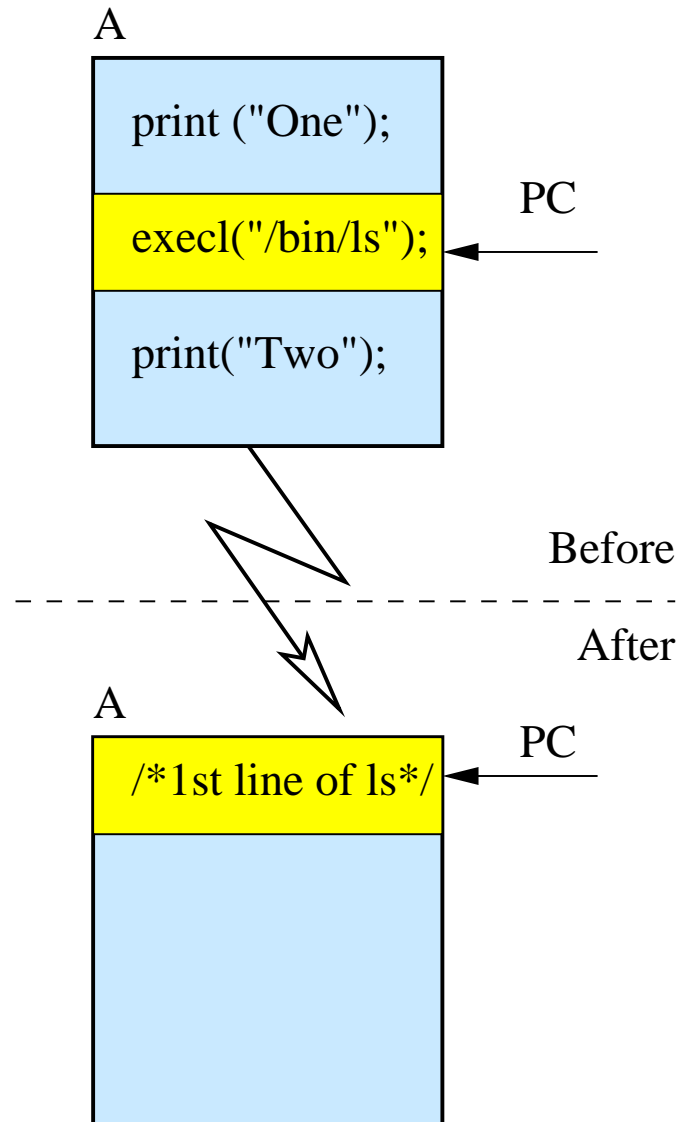 A
print ("One");
PC
execl("/bin/ls");
print("Two");
Before
After
A
PC
/*1st line of ls*/